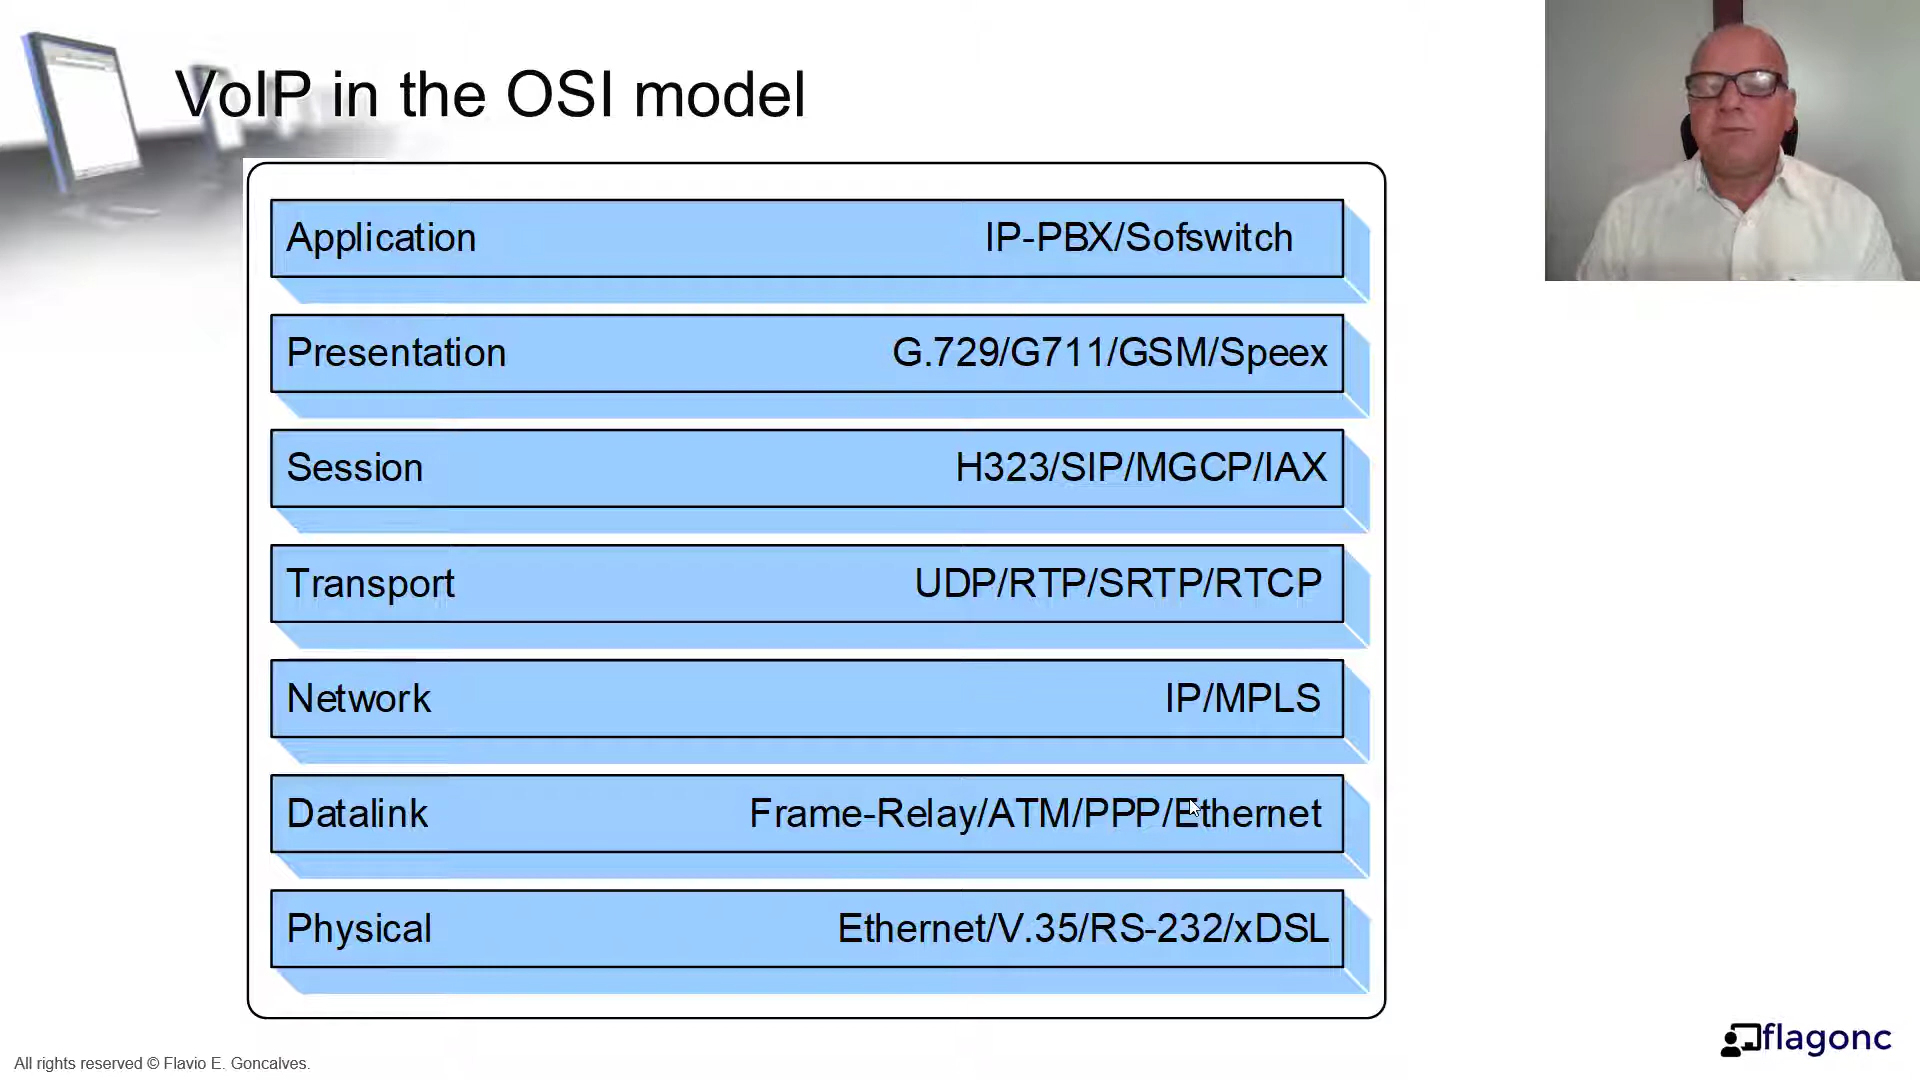 VoIP in the OSI model
Application IP-PBX/Sofswitch
Presentation G.729/G711/GSM/Speex
Session H323/SIP/MGCP/IAX
Transport UDP/RTP/SRTP/RTCP
Network IP/MPLS
Datalink Frame-Relay/ATM/PPP/Ethernet
Physical Ethernet/V.35/RS-232/xDSL
flagonc
All rights reserved © Flavio E. Goncalves.